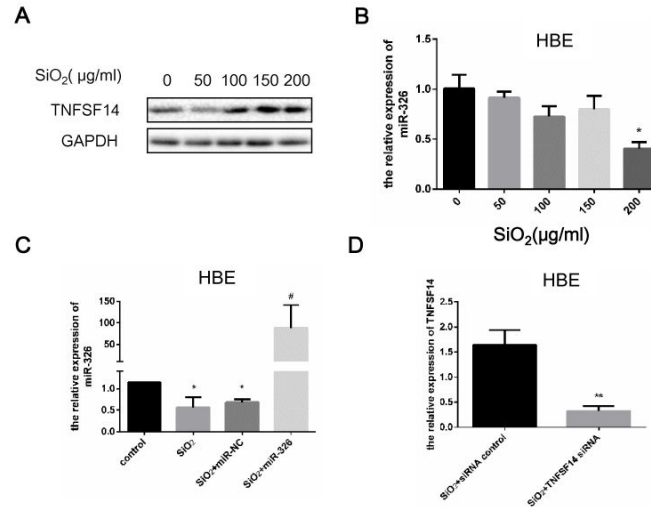 A
SiO2( μg/ml) 0 50 100 150 200
TNFSF14
GAPDH
B
HBE
the relative expression of
miR-326
1.5
1.0
0.5
0.0
*
0 50 100 150 200
SiO2(μg/ml)
C
HBE
the relative expression of
miR-326
150
100
50
1.0
0.5
0.0
*
*
#
control
SiO2
SiO2+miR-NC
SiO2+miR-326
D
HBE
the relative expression of TNFSF14
2.5
2.0
1.5
1.0
0.5
0.0
**
SiO2+siRNA control
SiO2+TNFSF14 siRNA